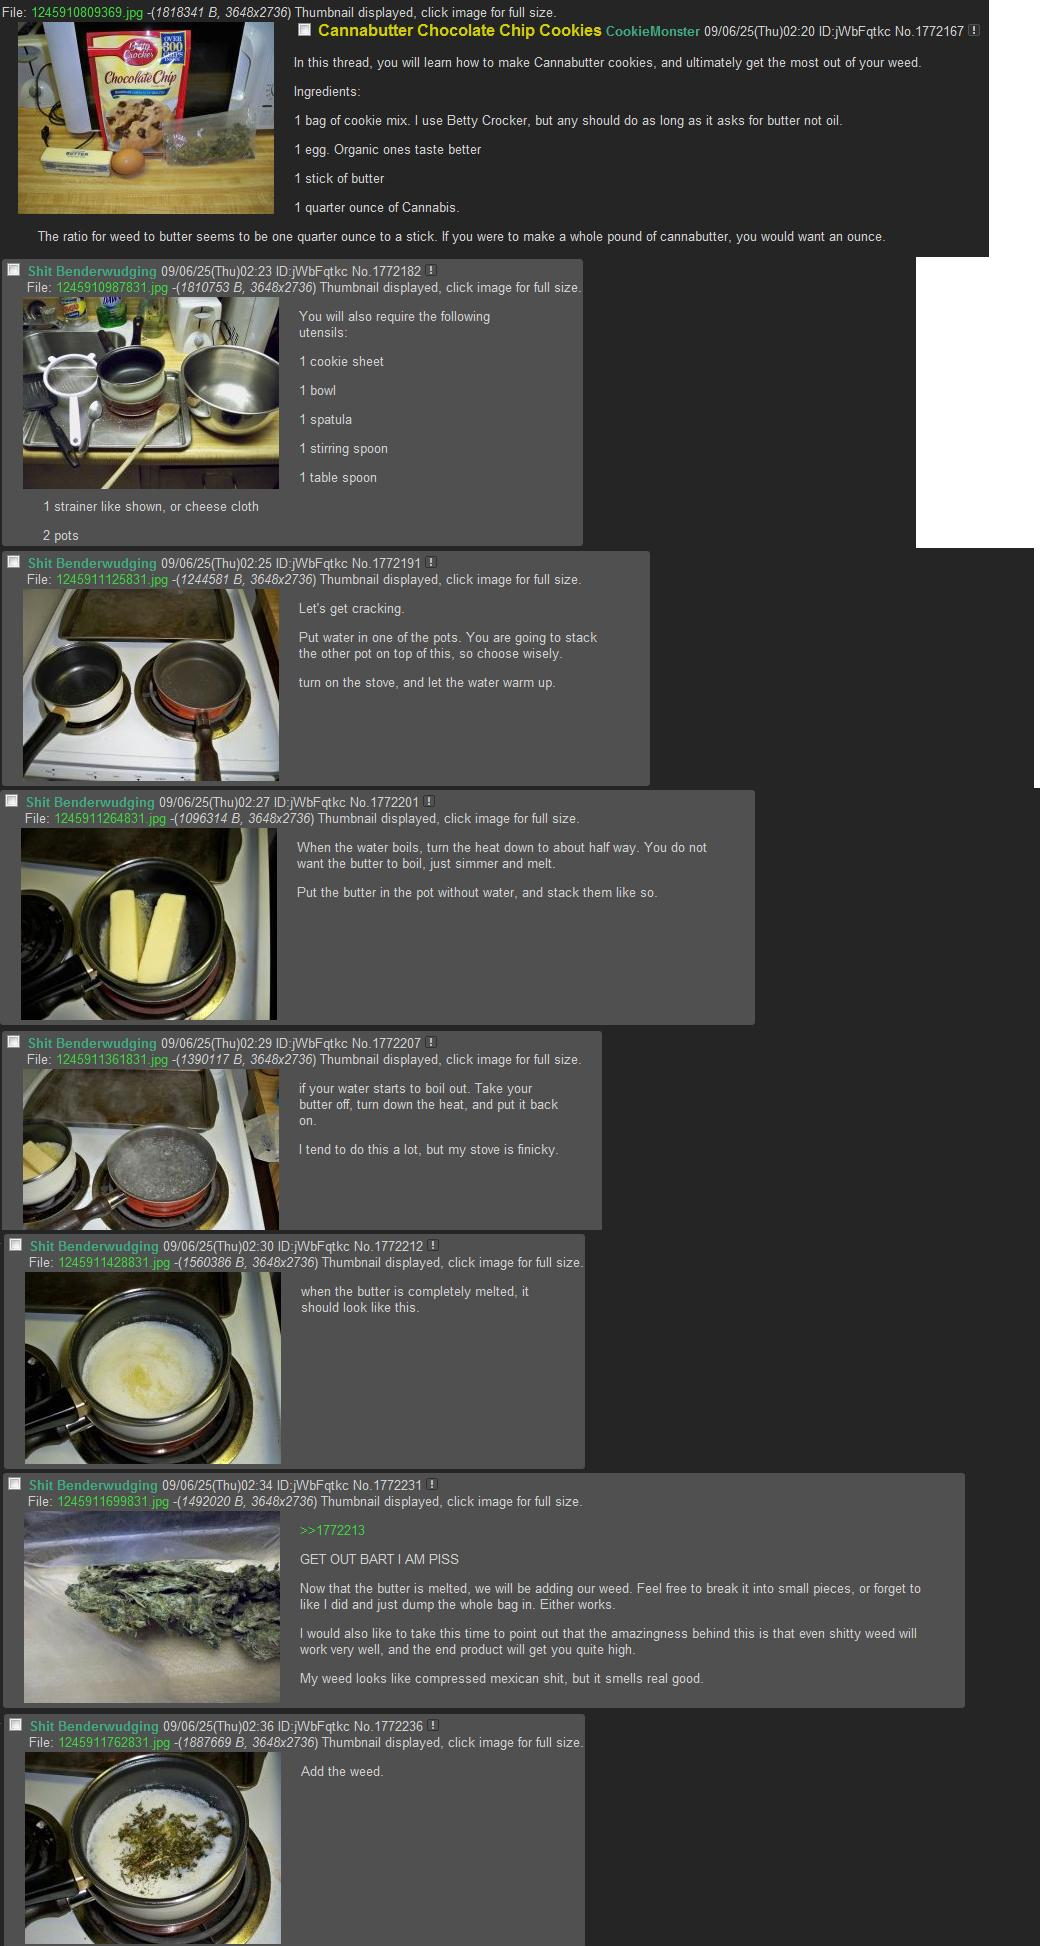 File: 1245910809369.jpg -(1818341 B, 3648x2736) Thumbnail displayed, click image for full size.
Betty Crocker
OVER 300
Chocolate Chip
BUTTER
Cannabutter Chocolate Chip Cookies CookieMonster 09/06/25(Thu)02:20 ID:jWbFqtkc No.1772167 !
In this thread, you will learn how to make Cannabutter cookies, and ultimately get the most out of your weed.
Ingredients:
1 bag of cookie mix. I use Betty Crocker, but any should do as long as it asks for butter not oil.
1 egg. Organic ones taste better
1 stick of butter
1 quarter ounce of Cannabis.
The ratio for weed to butter seems to be one quarter ounce to a stick. If you were to make a whole pound of cannabutter, you would want an ounce.
Shit Benderwudging 09/06/25(Thu)02:23 ID:jWbFqtkc No.1772182 !
File: 1245910987831.jpg -(1810753 B, 3648x2736) Thumbnail displayed, click image for full size.
You will also require the following
utensils:
1 cookie sheet
1 bowl
1 spatula
1 stirring spoon
1 table spoon
1 strainer like shown, or cheese cloth
2 pots
Shit Benderwudging 09/06/25(Thu)02:25 ID:jWbFqtkc No.1772191 !
File: 1245911125831.jpg -(1244581 B, 3648x2736) Thumbnail displayed, click image for full size.
Let's get cracking.
Put water in one of the pots. You are going to stack
the other pot on top of this, so choose wisely.
turn on the stove, and let the water warm up.
Shit Benderwudging 09/06/25(Thu)02:27 ID:jWbFqtkc No.1772201 !
File: 1245911264831.jpg -(1096314 B, 3648x2736) Thumbnail displayed, click image for full size.
When the water boils, turn the heat down to about half way. You do not
want the butter to boil, just simmer and melt.
Put the butter in the pot without water, and stack them like so.
Shit Benderwudging 09/06/25(Thu)02:29 ID:jWbFqtkc No.1772207 !
File: 1245911361831.jpg -(1390117 B, 3648x2736) Thumbnail displayed, click image for full size.
if your water starts to boil out. Take your
butter off, turn down the heat, and put it back
on.
I tend to do this a lot, but my stove is finicky.
Shit Benderwudging 09/06/25(Thu)02:30 ID:jWbFqtkc No.1772212 !
File: 1245911428831.jpg -(1560386 B, 3648x2736) Thumbnail displayed, click image for full size.
when the butter is completely melted, it
should look like this.
Shit Benderwudging 09/06/25(Thu)02:34 ID:jWbFqtkc No.1772231 !
File: 1245911699831.jpg -(1492020 B, 3648x2736) Thumbnail displayed, click image for full size.
>>1772213
GET OUT BART I AM PISS
Now that the butter is melted, we will be adding our weed. Feel free to break it into small pieces, or forget to
like I did and just dump the whole bag in. Either works.
I would also like to take this time to point out that the amazingness behind this is that even shitty weed will
work very well, and the end product will get you quite high.
My weed looks like compressed mexican shit, but it smells real good.
Shit Benderwudging 09/06/25(Thu)02:36 ID:jWbFqtkc No.1772236 !
File: 1245911762831.jpg -(1887669 B, 3648x2736) Thumbnail displayed, click image for full size.
Add the weed.